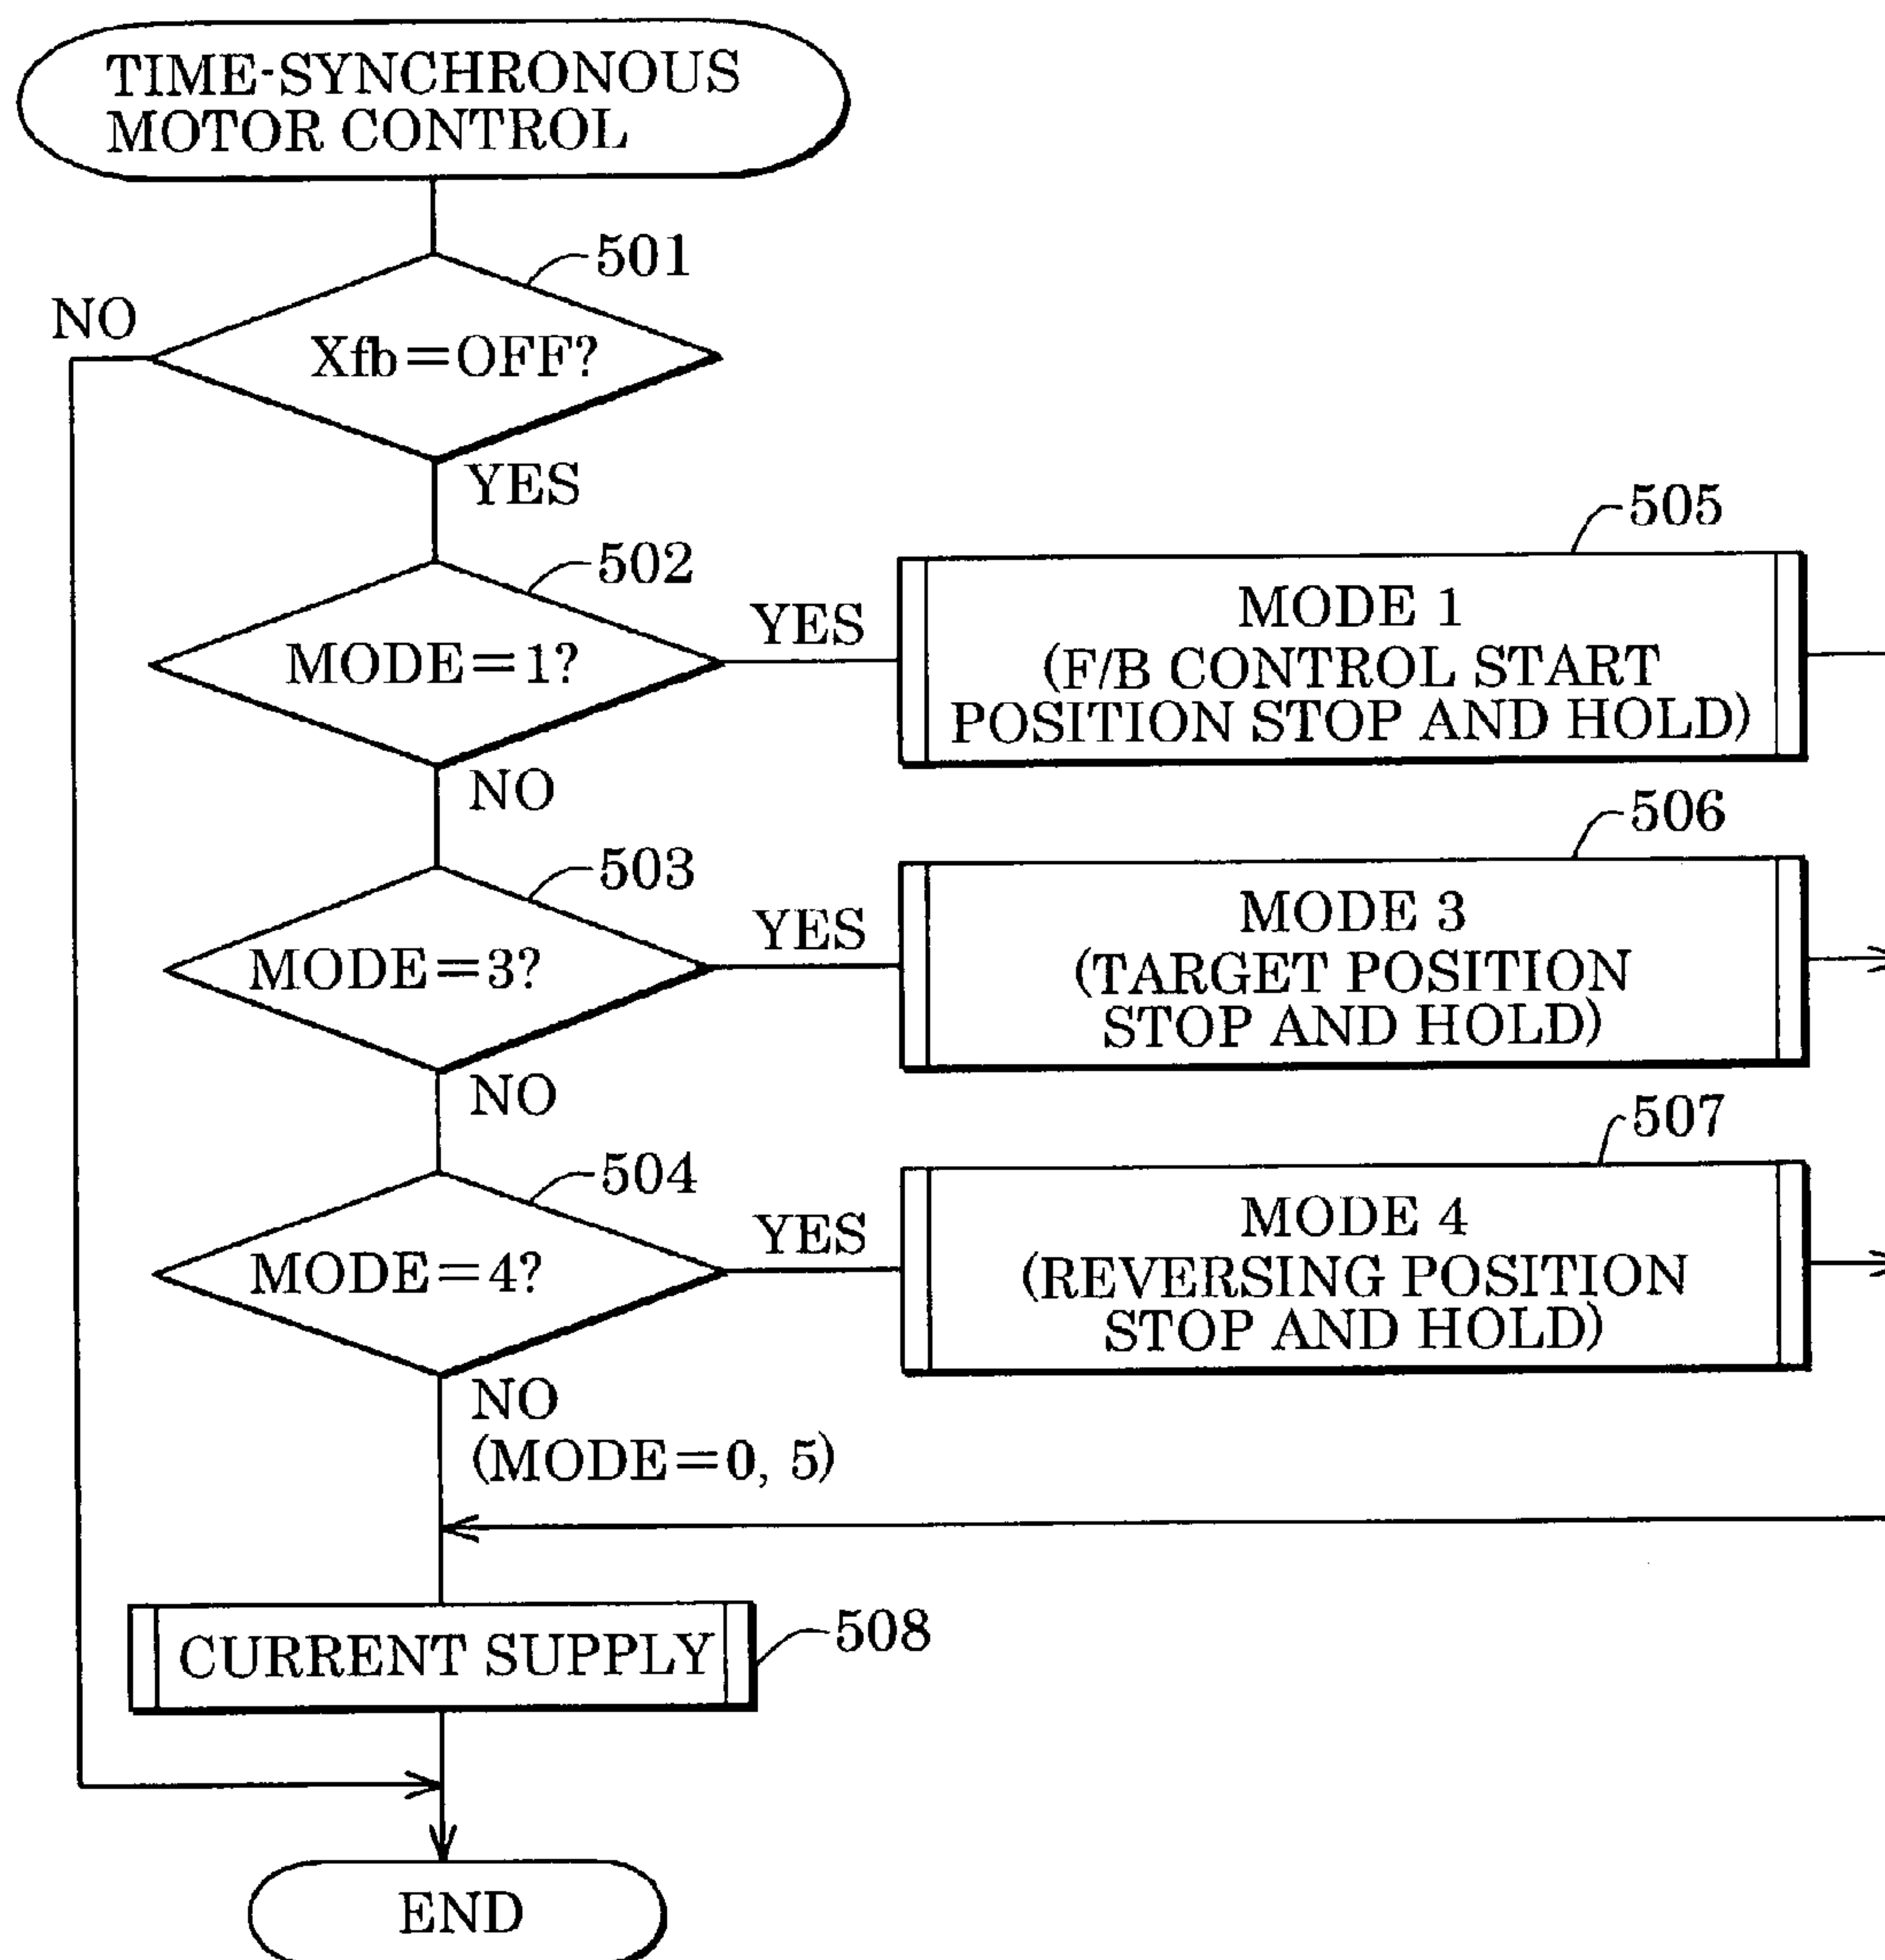 TIME-SYNCHRONOUS
MOTOR CONTROL
501
NO
Xfb=OFF?
YES
502
MODE=1?
YES
505
MODE 1
(F/B CONTROL START
POSITION STOP AND HOLD)
NO
503
MODE=3?
YES
506
MODE 3
(TARGET POSITION
STOP AND HOLD)
NO
504
MODE=4?
YES
507
MODE 4
(REVERSING POSITION
STOP AND HOLD)
NO
(MODE=0, 5)
CURRENT SUPPLY
508
END